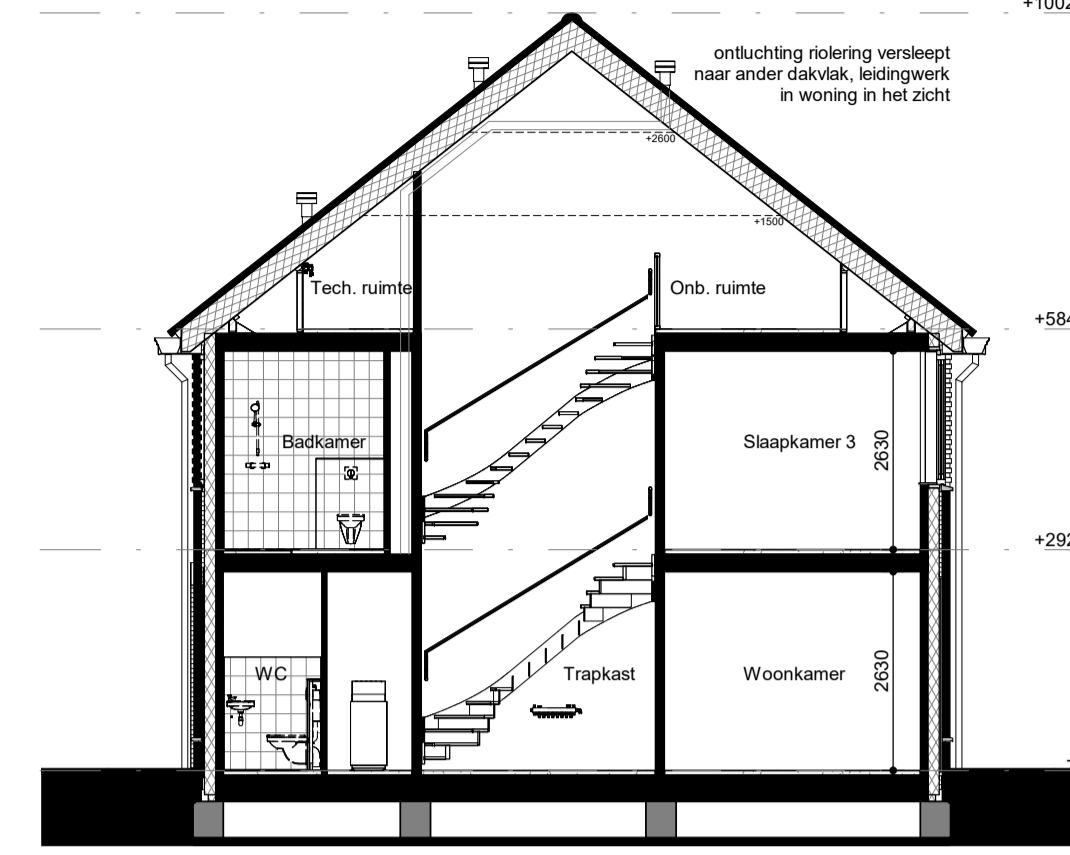 +1002
ontluchting riolering versleept
naar ander dakvlak, leidingwerk
in woning in het zicht
+2600
+1500
Tech. ruimte
Onb. ruimte
+584
Badkamer
Slaapkamer 3
2630
+292
WC
Trapkast
Woonkamer
2630